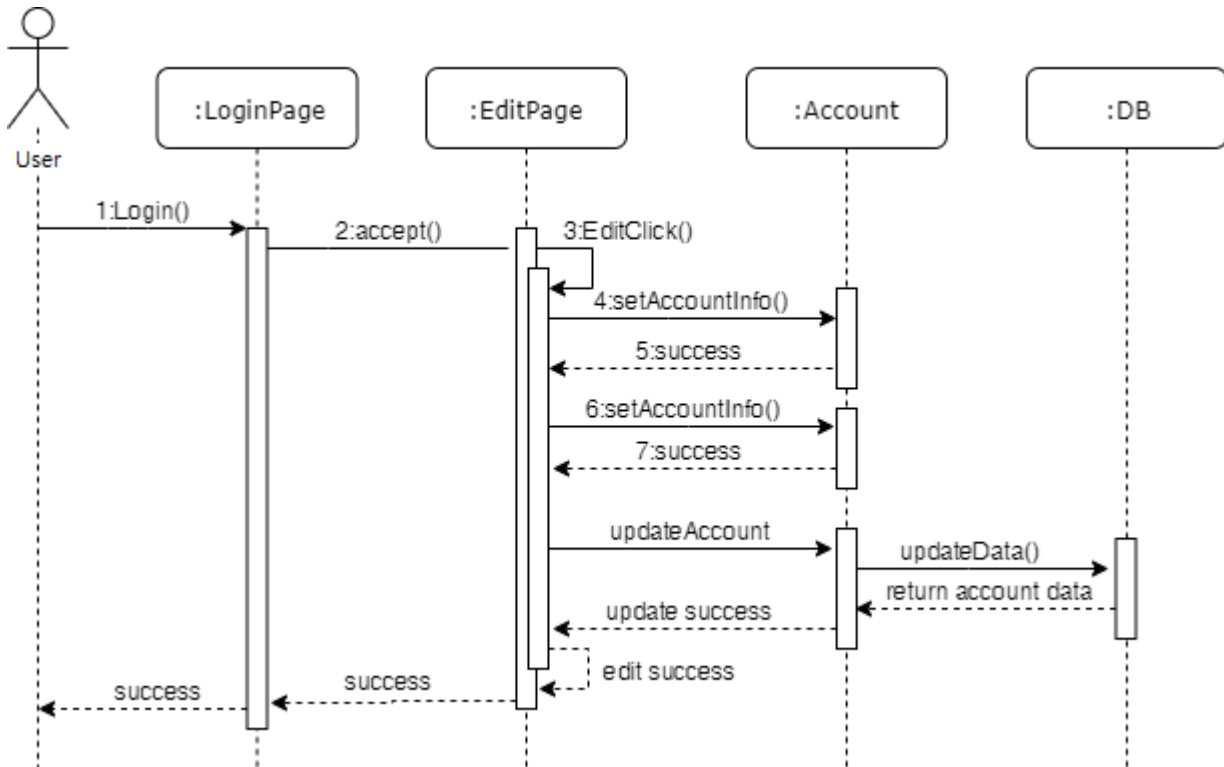 :LoginPage
:EditPage
:Account
:DB
User
1:Login()
2:accept()
3:EditClick()
4:setAccountInfo()
5:success
6:setAccountInfo()
7:success
updateAccount
updateData()
return account data
update success
edit success
success
success